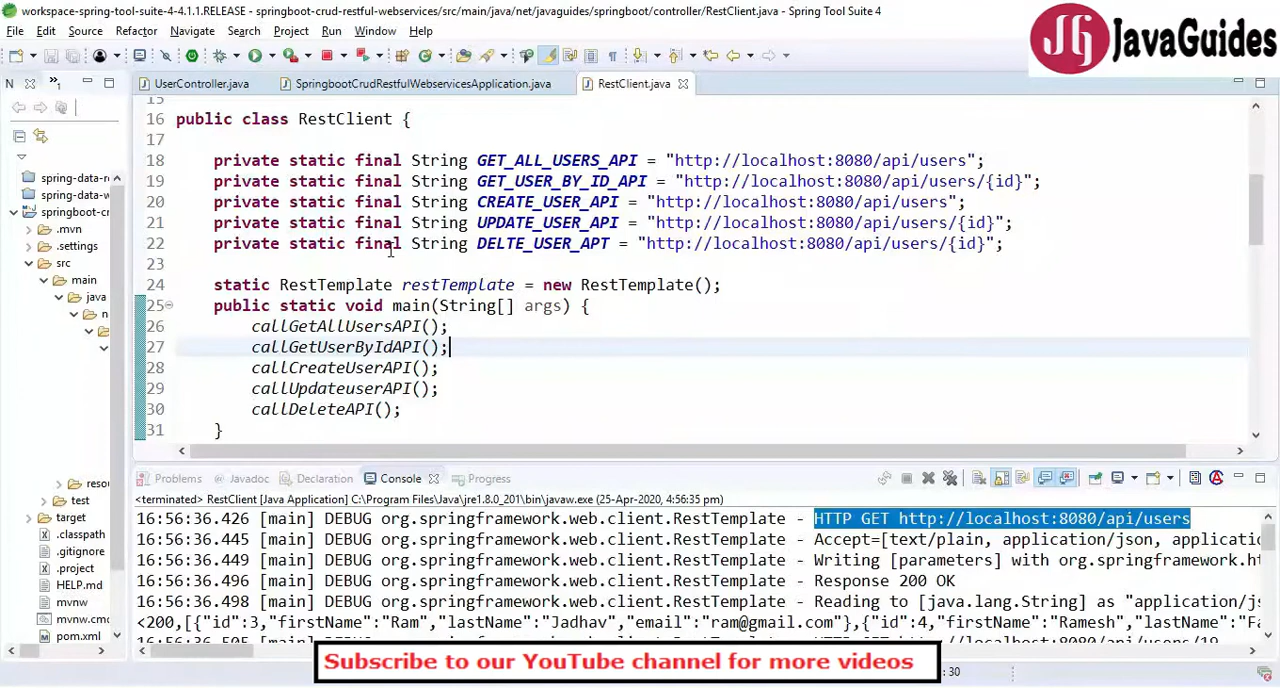 workspace-spring-tool-suite-4-4.1.1.RELEASE - springboot-crud-restful-webservices/src/main/java/net/javaguides/springboot/controller/RestClient.java - Spring Tool Suite 4
File Edit Source Refactor Navigate Search Project Run Window Help
JavaGuides
N
UserController.java SpringbootCrudRestfulWebservicesApplication.java RestClient.java
15
16 public class RestClient {
17
18 private static final String GET_ALL_USERS_API = "http://localhost:8080/api/users";
19 private static final String GET_USER_BY_ID_API = "http://localhost:8080/api/users/{id}";
20 private static final String CREATE_USER_API = "http://localhost:8080/api/users";
21 private static final String UPDATE_USER_API = "http://localhost:8080/api/users/{id}";
22 private static final String DELTE_USER_APT = "http://localhost:8080/api/users/{id}";
23
24 static RestTemplate restTemplate = new RestTemplate();
25 public static void main(String[] args) {
26 callGetAllUsersAPI();
27 callGetUserByIdAPI();
28 callCreateUserAPI();
29 callUpdateuserAPI();
30 callDeleteAPI();
31 }
spring-data-r
spring-data-w
springboot-c
.mvn
.settings
src
main
java
n
resou
test
target
.classpath
.gitignore
.project
HELP.md
mvnw
mvnw.cmd
pom.xml
Problems Javadoc Declaration Console Progress
<terminated> RestClient [Java Application] C:\Program Files\Java\jre1.8.0_201\bin\javaw.exe (25-Apr-2020, 4:56:35 pm)
16:56:36.426 [main] DEBUG org.springframework.web.client.RestTemplate - HTTP GET http://localhost:8080/api/users
16:56:36.445 [main] DEBUG org.springframework.web.client.RestTemplate - Accept=[text/plain, application/json, applicatio
16:56:36.449 [main] DEBUG org.springframework.web.client.RestTemplate - Writing [parameters] with org.springframework.ht
16:56:36.496 [main] DEBUG org.springframework.web.client.RestTemplate - Response 200 OK
16:56:36.498 [main] DEBUG org.springframework.web.client.RestTemplate - Reading to [java.lang.String] as "application/js
<200,[{"id":3,"firstName":"Ram","lastName":"Jadhav","email":"ram@gmail.com"},{"id":4,"firstName":"Ramesh","lastName":"Fa
Subscribe to our YouTube channel for more videos
: 30